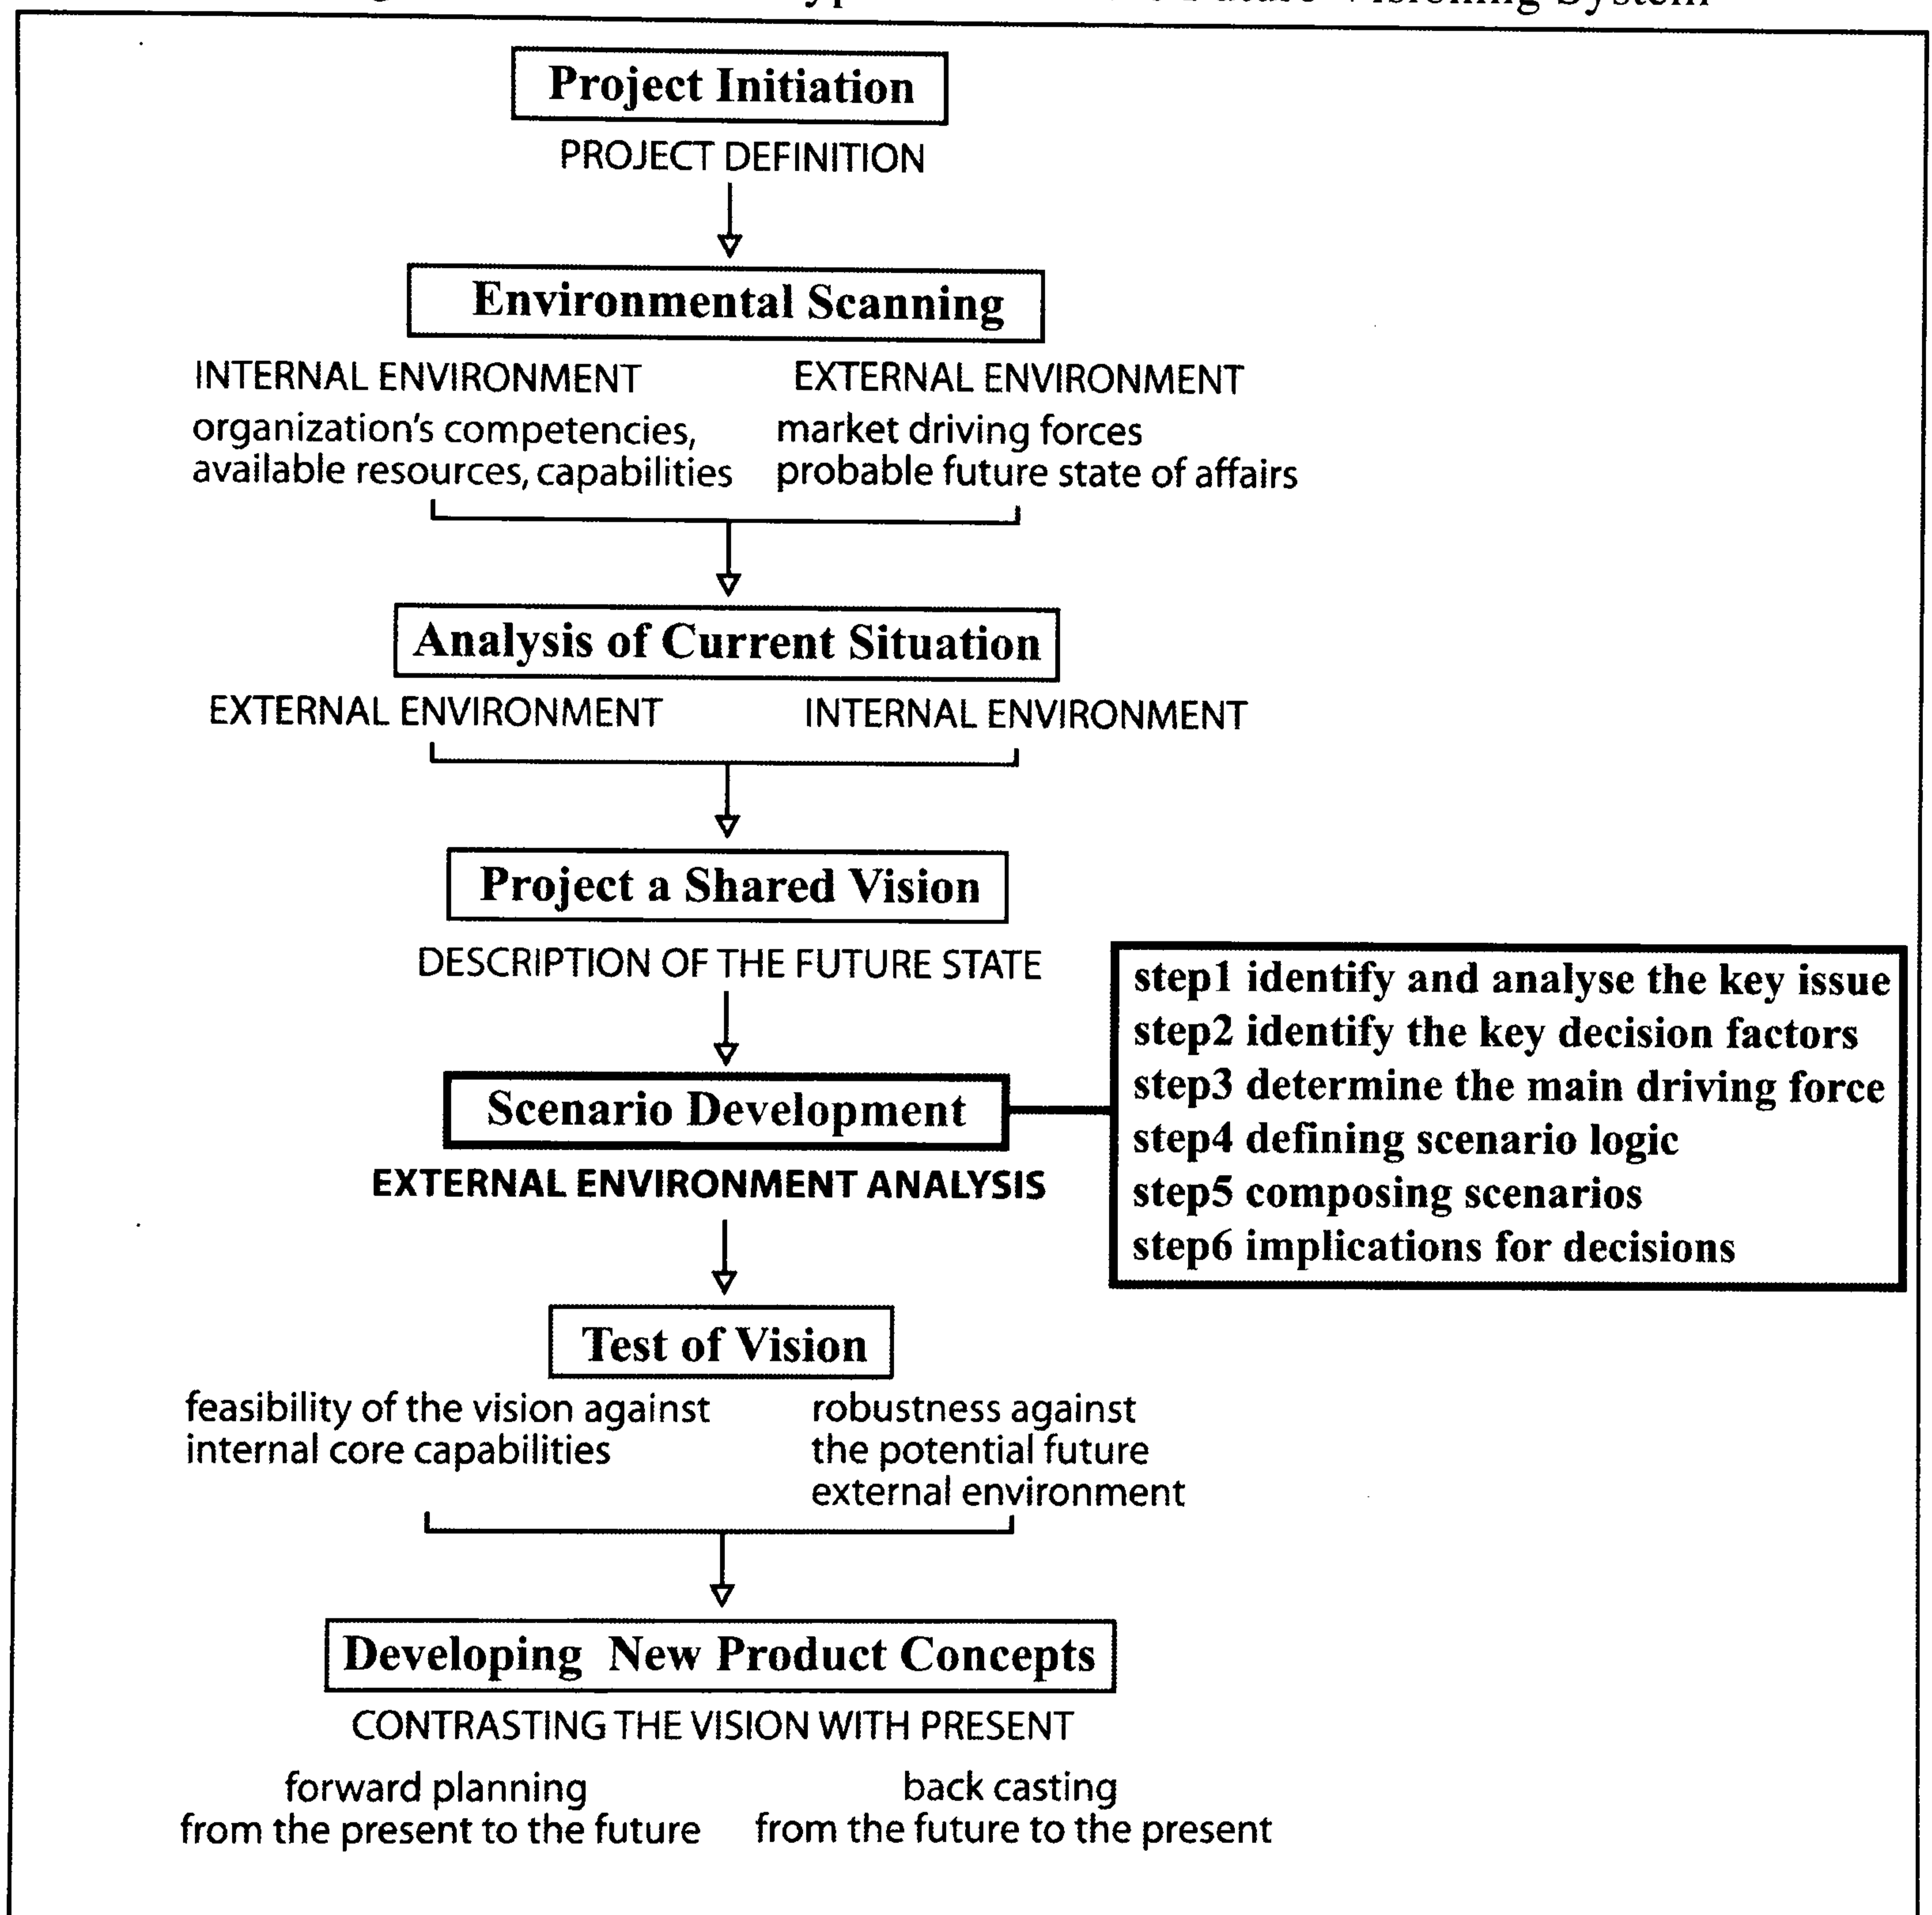 Future Visioning System
Project Initiation
PROJECT DEFINITION
Environmental Scanning
INTERNAL ENVIRONMENT
organization's competencies,
available resources, capabilities
EXTERNAL ENVIRONMENT
market driving forces
probable future state of affairs
Analysis of Current Situation
EXTERNAL ENVIRONMENT
INTERNAL ENVIRONMENT
Project a Shared Vision
DESCRIPTION OF THE FUTURE STATE
Scenario Development
EXTERNAL ENVIRONMENT ANALYSIS
step1 identify and analyse the key issue
step2 identify the key decision factors
step3 determine the main driving force
step4 defining scenario logic
step5 composing scenarios
step6 implications for decisions
Test of Vision
feasibility of the vision against
internal core capabilities
robustness against
the potential future
external environment
Developing New Product Concepts
CONTRASTING THE VISION WITH PRESENT
forward planning
from the present to the future
back casting
from the future to the present